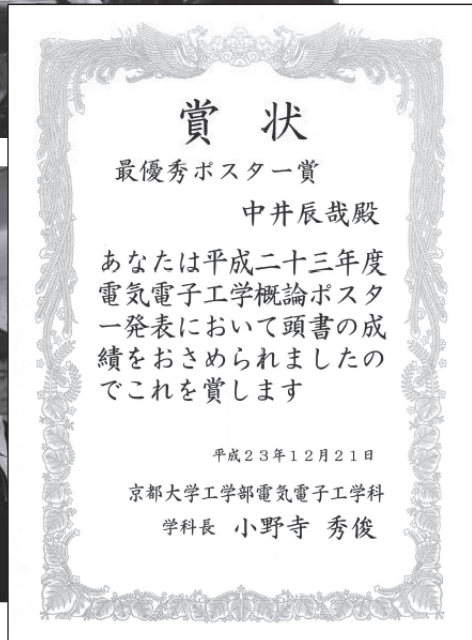 賞状
最優秀ポスター賞
中井辰哉殿
あなたは平成二十三年度
電気電子工学概論ポスタ
ー発表において頭書の成
績をおさめられましたの
でこれを賞します
平成23年12月21日
京都大学工学部電気電子工学科
学科長 小野寺 秀俊